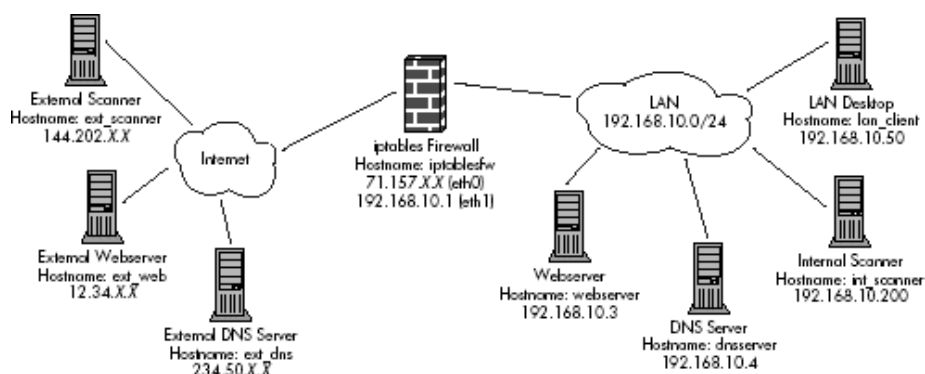 External Scanner
Hostname: ext_scanner
144.202.X.X
Internet
External Webserver
Hostname: ext_web
12.34.X.X
External DNS Server
Hostname: ext_dns
234.50.X.X
iptables Firewall
Hostname: iptablesfw
71.157.X.X (eth0)
192.168.10.1 (eth1)
LAN
192.168.10.0/24
LAN Desktop
Hostname: lan_client
192.168.10.50
Webserver
Hostname: webserver
192.168.10.3
DNS Server
Hostname: dnsserver
192.168.10.4
Internal Scanner
Hostname: int_scanner
192.168.10.200